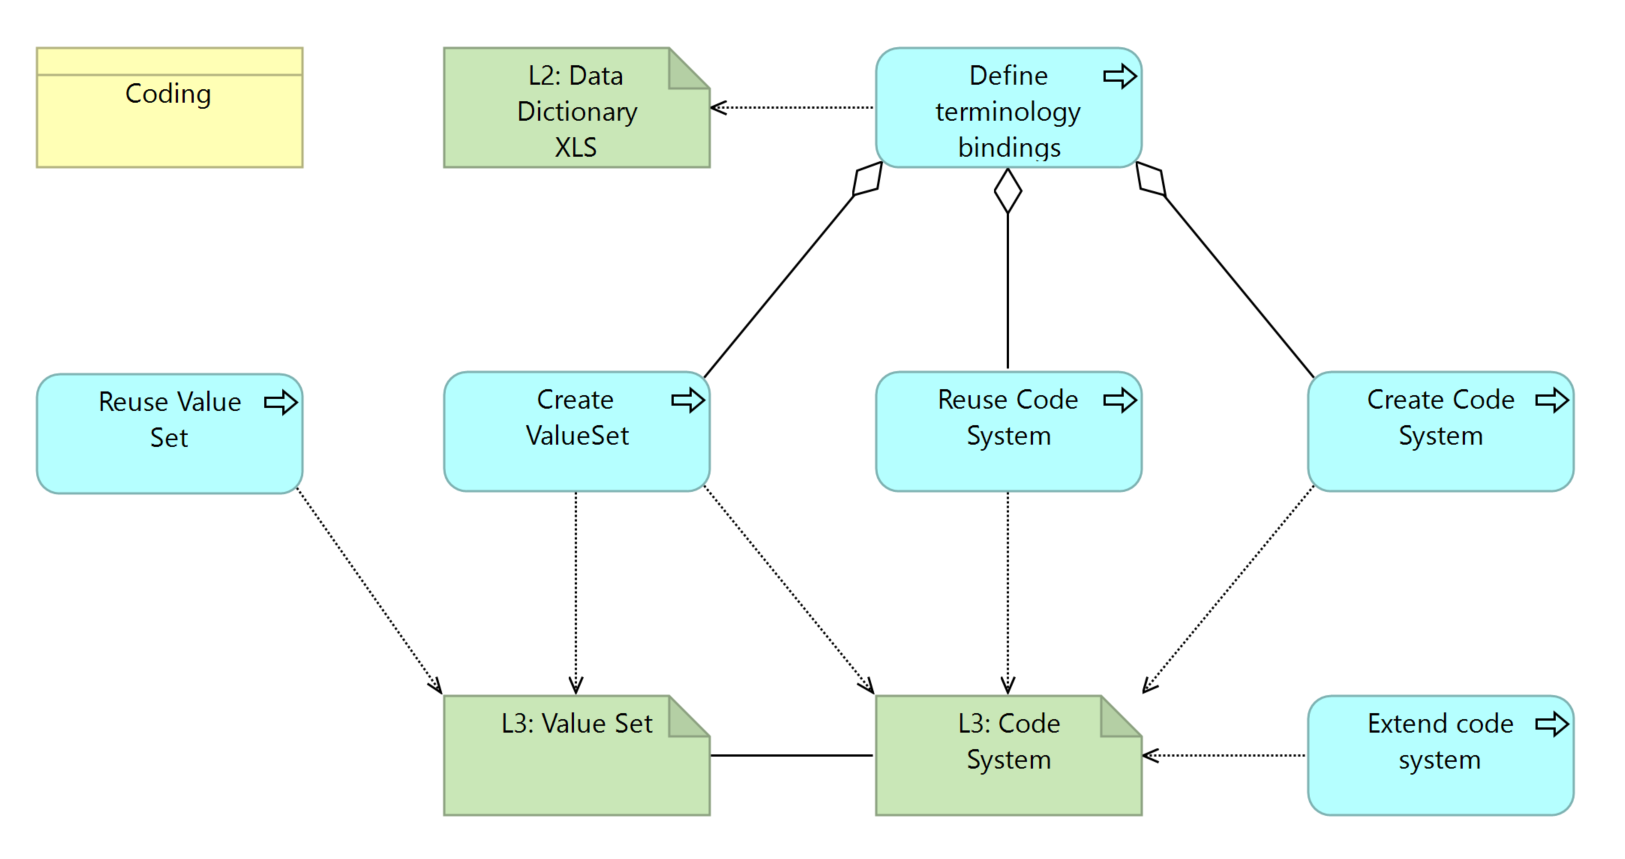 Coding
L2: Data
Dictionary
XLS
Define
terminology
bindings
Reuse Value
Set
Create
ValueSet
Reuse Code
System
Create Code
System
L3: Value Set
L3: Code
System
Extend code
system